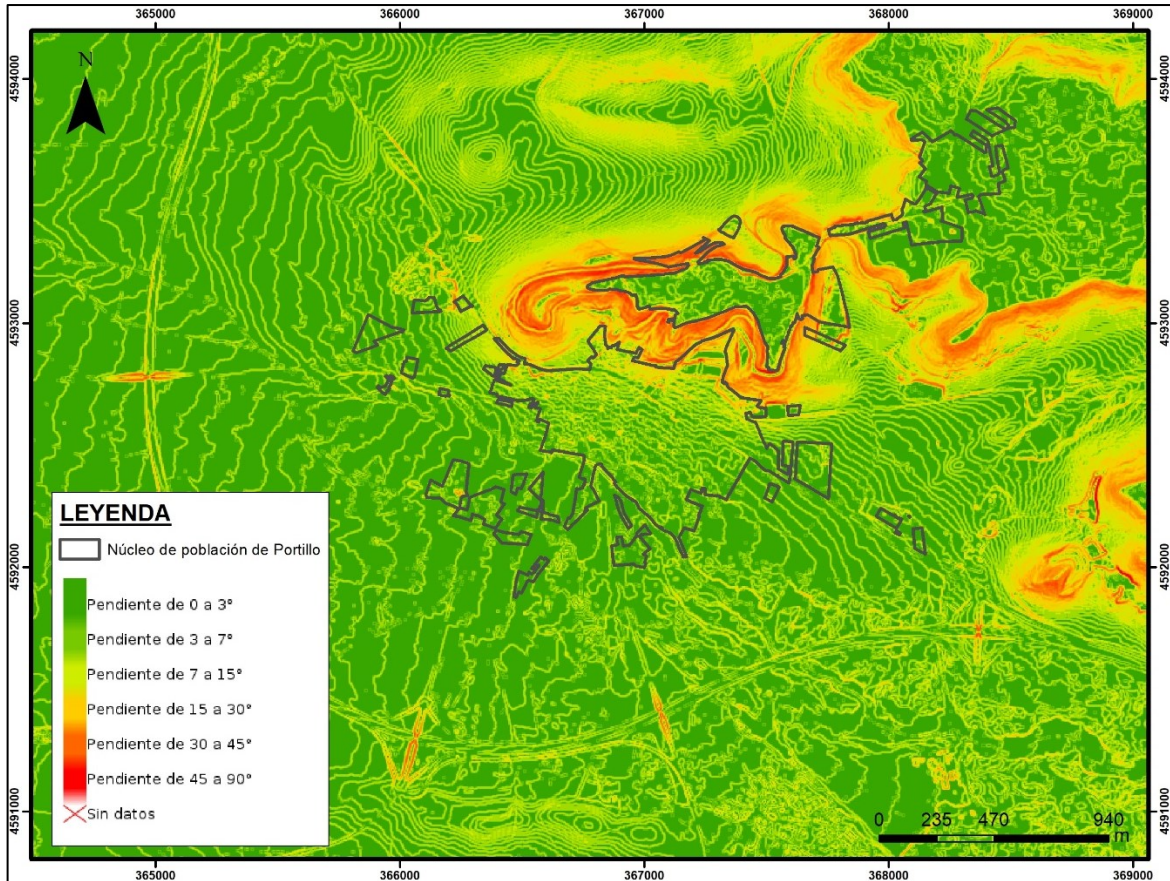 365000 366000 367000 368000 369000
4594000 4594000
N
4593000 4593000
4592000 4592000
4591000 4591000
LEYENDA
Núcleo de población de Portillo
Pendiente de 0 a 3°
Pendiente de 3 a 7°
Pendiente de 7 a 15°
Pendiente de 15 a 30°
Pendiente de 30 a 45°
Pendiente de 45 a 90°
Sin datos
0 235 470 940
m
365000 366000 367000 368000 369000